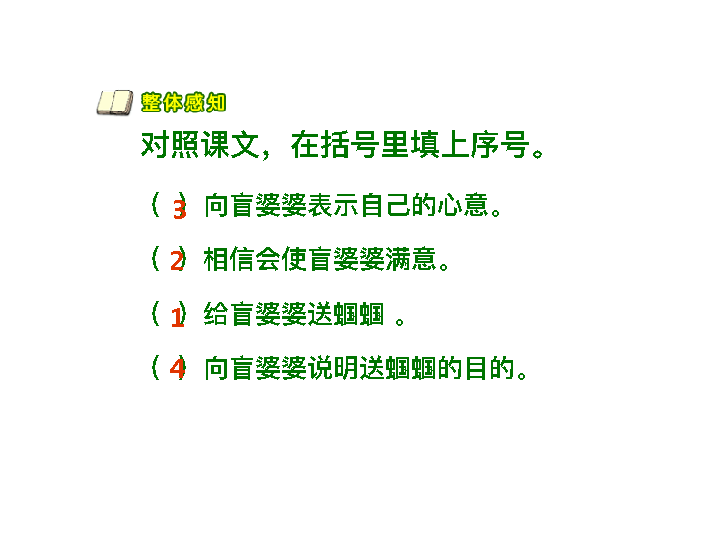 整体感知
对照课文，在括号里填上序号。
（3）向盲婆婆表示自己的心意。
（2）相信会使盲婆婆满意。
（1）给盲婆婆送蝈蝈 。
（4）向盲婆婆说明送蝈蝈的目的。